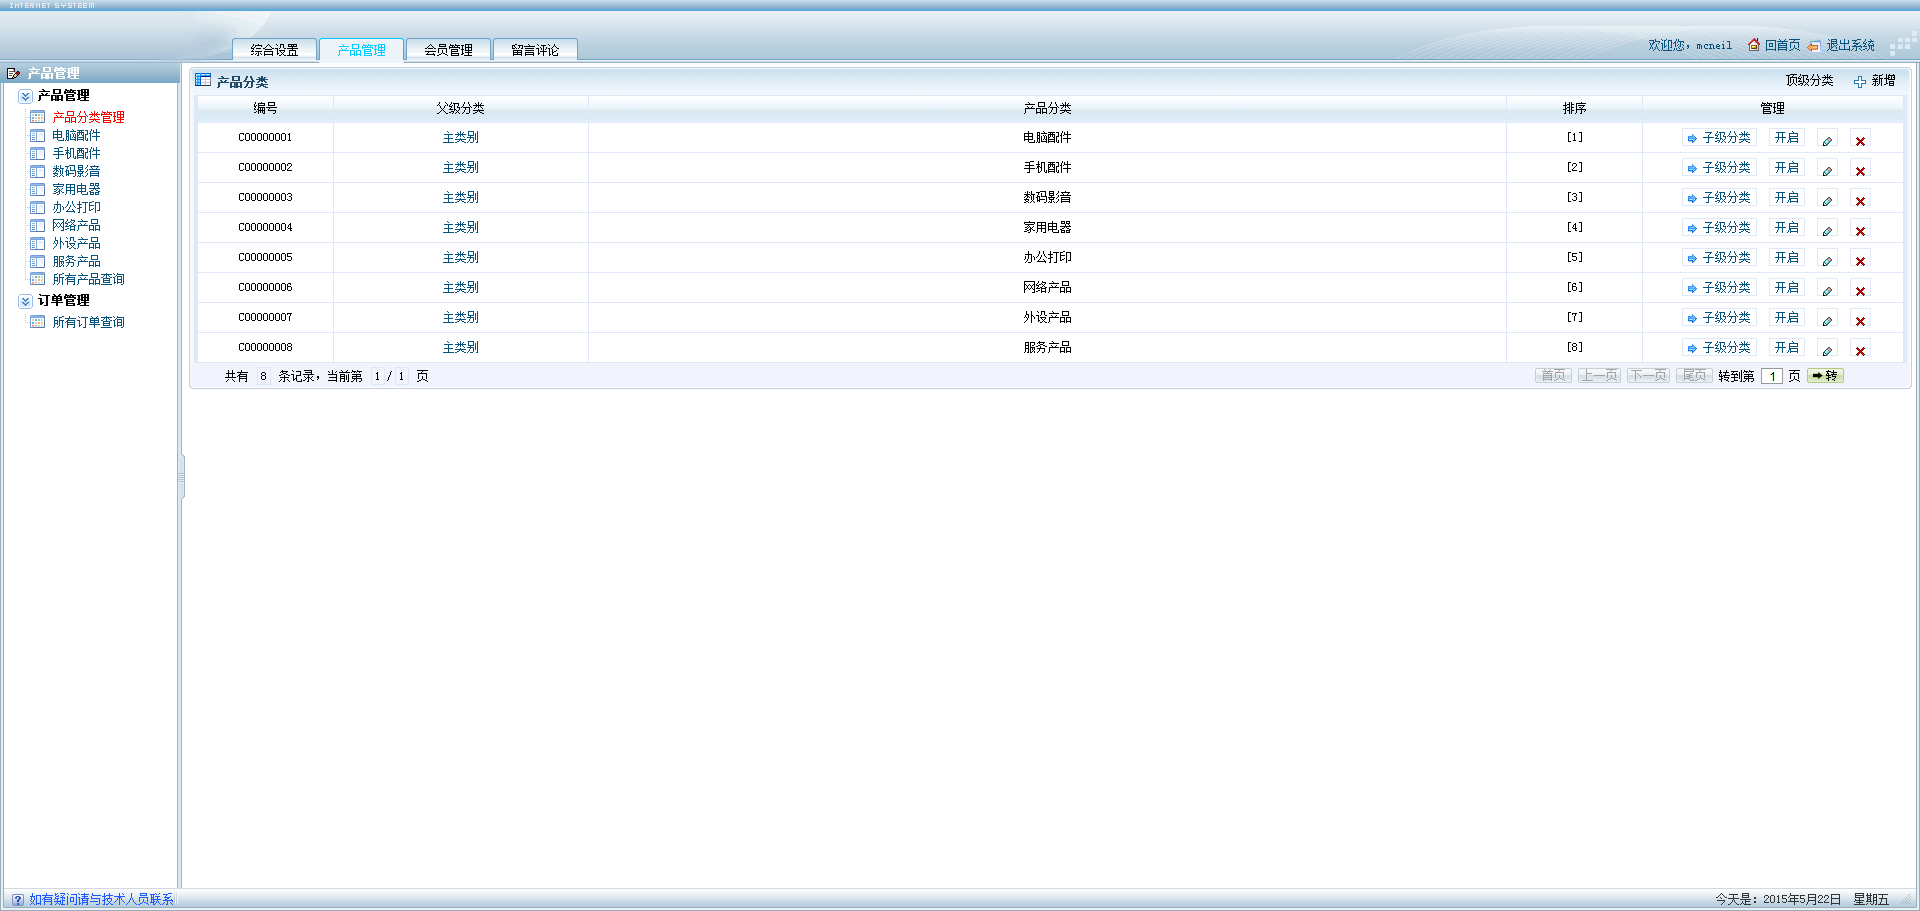 INTERNET SYSTEEM
综合设置 产品管理 会员管理 留言评论
欢迎您，mcneil 回首页 退出系统
产品管理
产品管理
产品分类管理
电脑配件
手机配件
数码影音
家用电器
办公打印
网络产品
外设产品
服务产品
所有产品查询
订单管理
所有订单查询
产品分类 顶级分类 新增
编号 父级分类 产品分类 排序 管理
C00000001 主类别 电脑配件 [1] 子级分类 开启
C00000002 主类别 手机配件 [2] 子级分类 开启
C00000003 主类别 数码影音 [3] 子级分类 开启
C00000004 主类别 家用电器 [4] 子级分类 开启
C00000005 主类别 办公打印 [5] 子级分类 开启
C00000006 主类别 网络产品 [6] 子级分类 开启
C00000007 主类别 外设产品 [7] 子级分类 开启
C00000008 主类别 服务产品 [8] 子级分类 开启
共有 8 条记录，当前第 1 / 1 页 首页 上一页 下一页 尾页 转到第 1 页 转
如有疑问请与技术人员联系 今天是：2015年5月22日 星期五